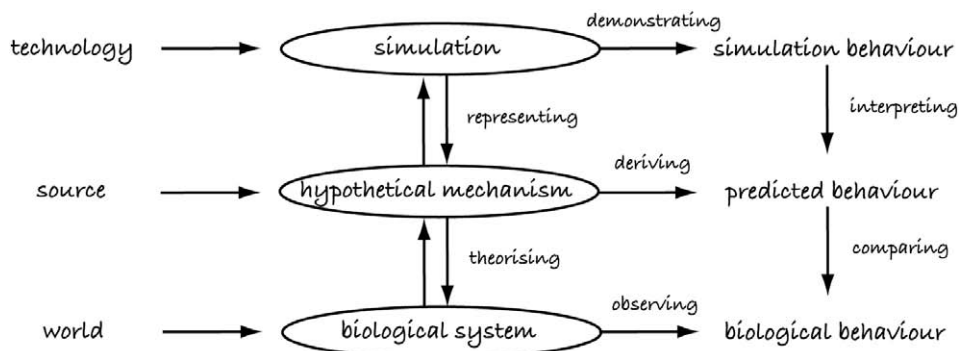 demonstrating
technology simulation simulation behaviour
representing interpreting
deriving
source hypothetical mechanism predicted behaviour
theorising comparing
observing
world biological system biological behaviour